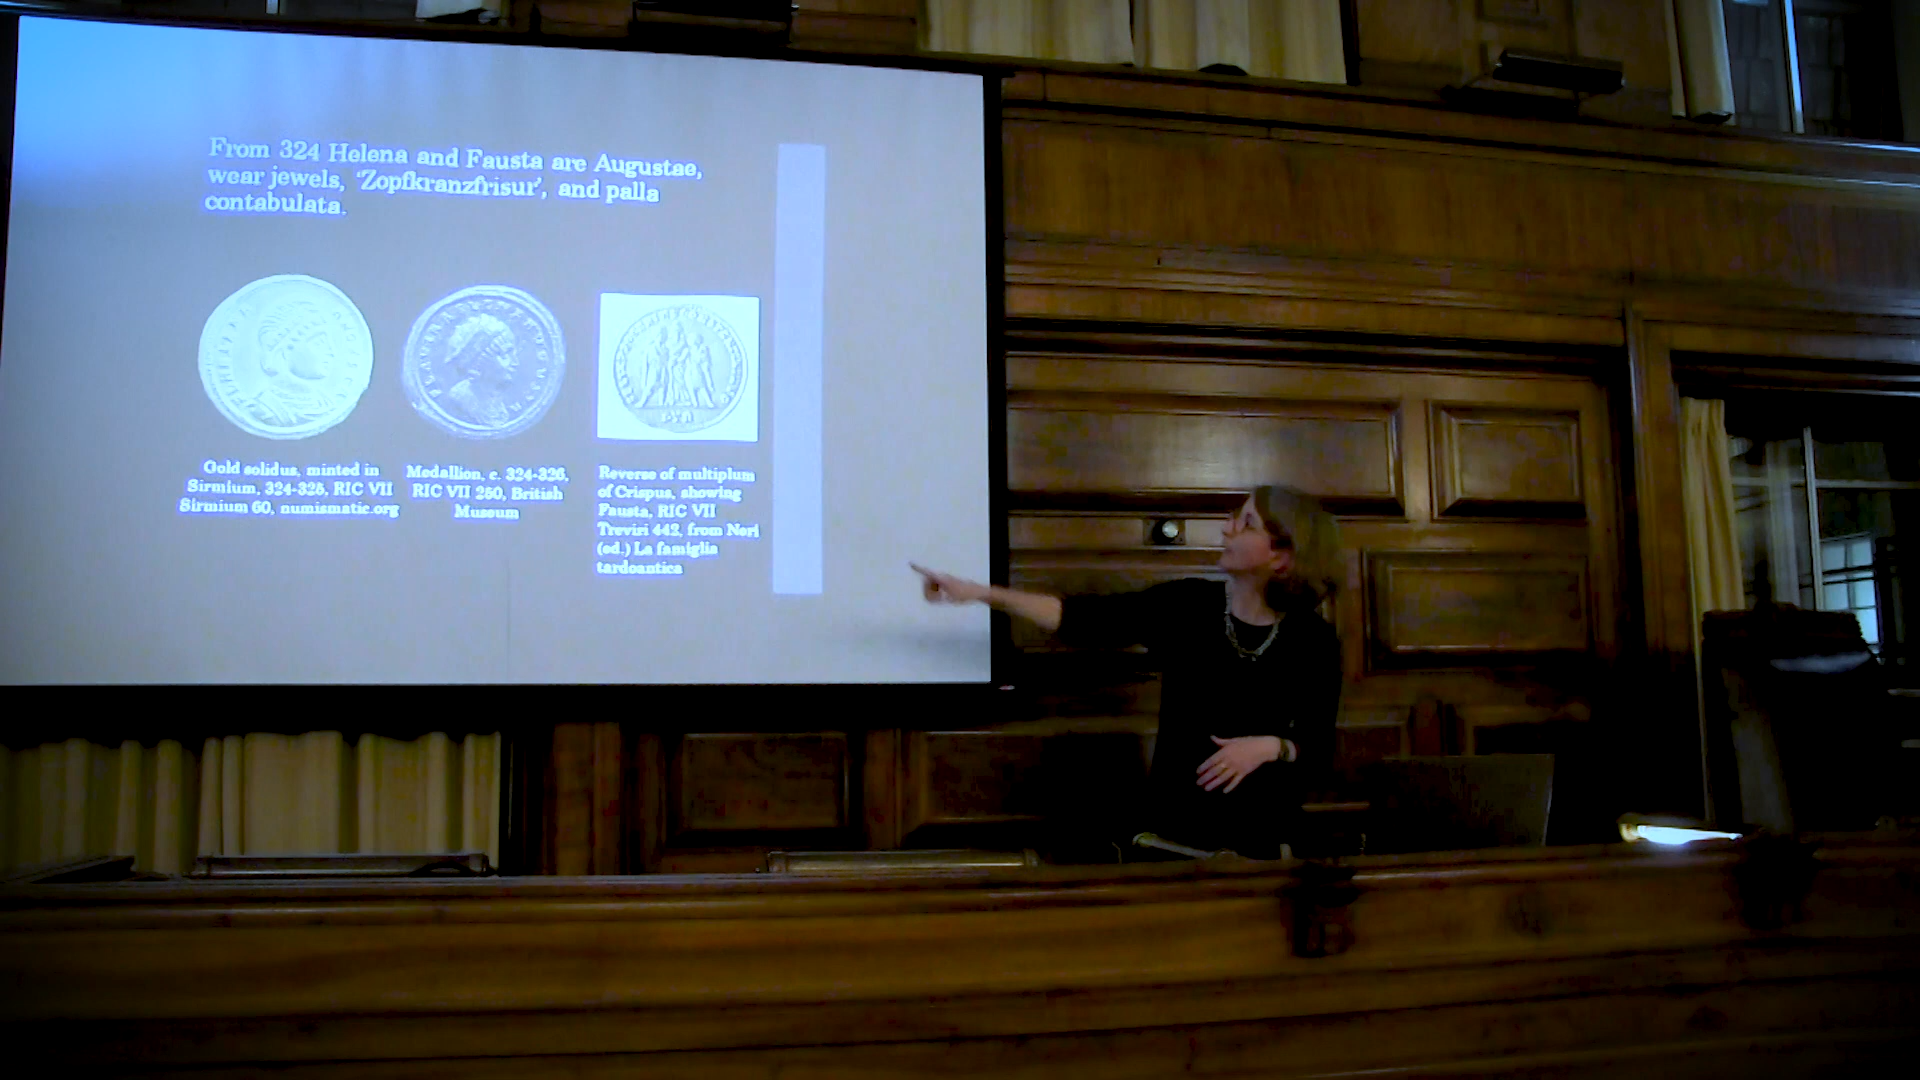 From 324 Helena and Fausta are Augustae,
wear jewels, 'Zopfkranzfrisur', and palla
contabulata.
Gold solidus, minted in
Sirmium, 324-325, RIC VII
Sirmium 60, numismatic.org
Medallion, c. 324-326,
RIC VII 250, British
Museum
Reverse of multiplum
of Crispus, showing
Fausta, RIC VII
Treviri 442, from Neri
(ed.) La famiglia
tardoantica